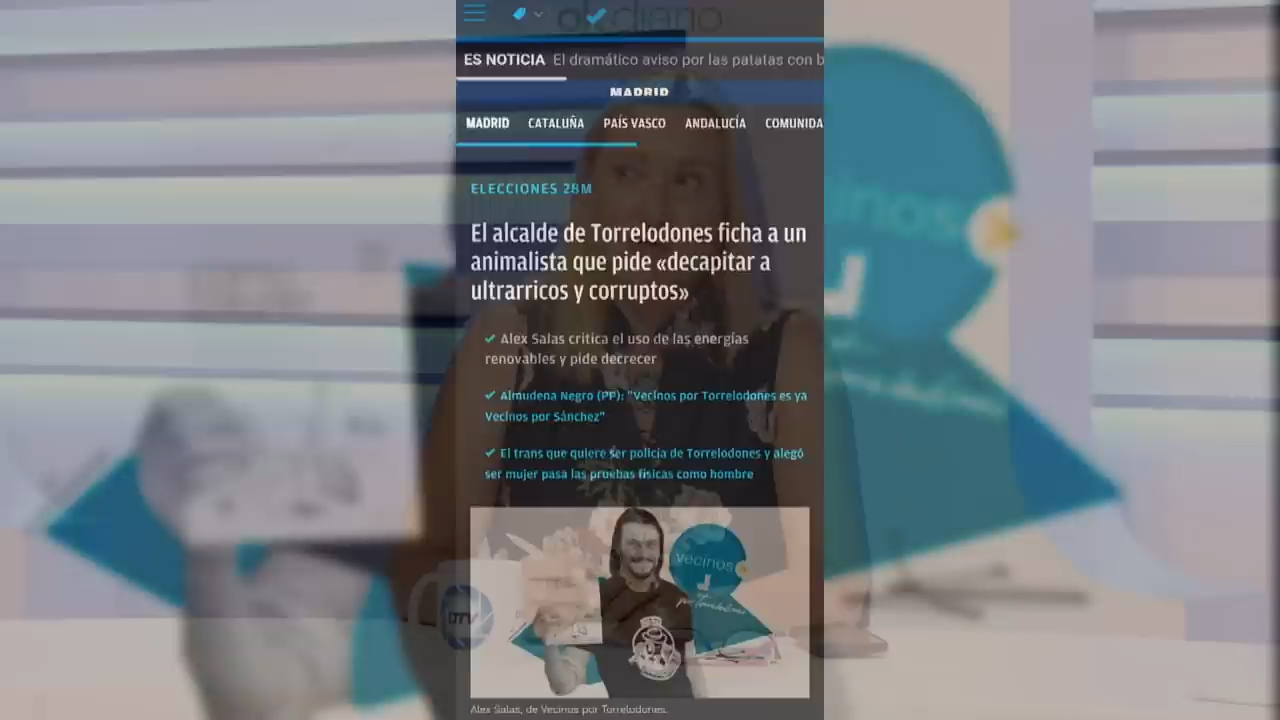 okdiario
ES NOTICIA El dramático aviso por las patatas con b
MADRID
MADRID CATALUÑA PAÍS VASCO ANDALUCÍA COMUNIDA
ELECCIONES 28M
El alcalde de Torrelodones ficha a un
animalista que pide «decapitar a
ultrarricos y corruptos»
Alex Salas critica el uso de las energías
renovables y pide decrecer
Almudena Negro (PP): "Vecinos por Torrelodones es ya
Vecinos por Sánchez"
El trans que quiere ser policía de Torrelodones y alegó
ser mujer pasa las pruebas físicas como hombre
vecinos
por Torrelodones
Alex Salas, de Vecinos por Torrelodones.
inos